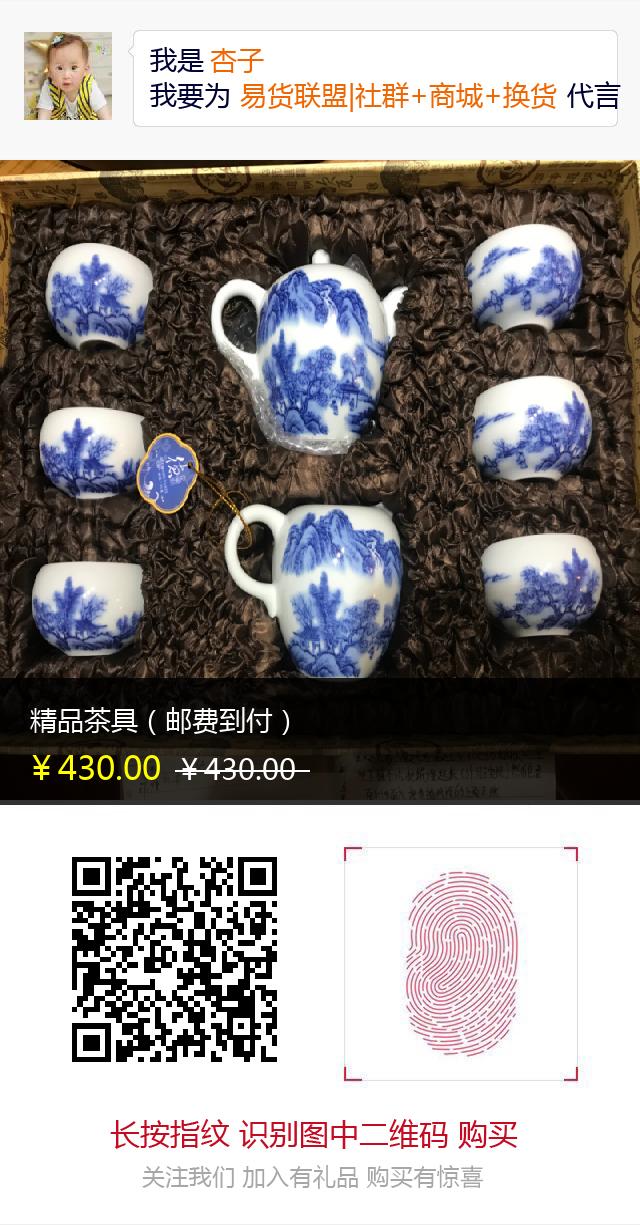 我是 杏子
我要为 易货联盟|社群+商城+换货 代言
精品茶具（邮费到付）
￥430.00 ￥430.00
长按指纹 识别图中二维码 购买
关注我们 加入有礼品 购买有惊喜